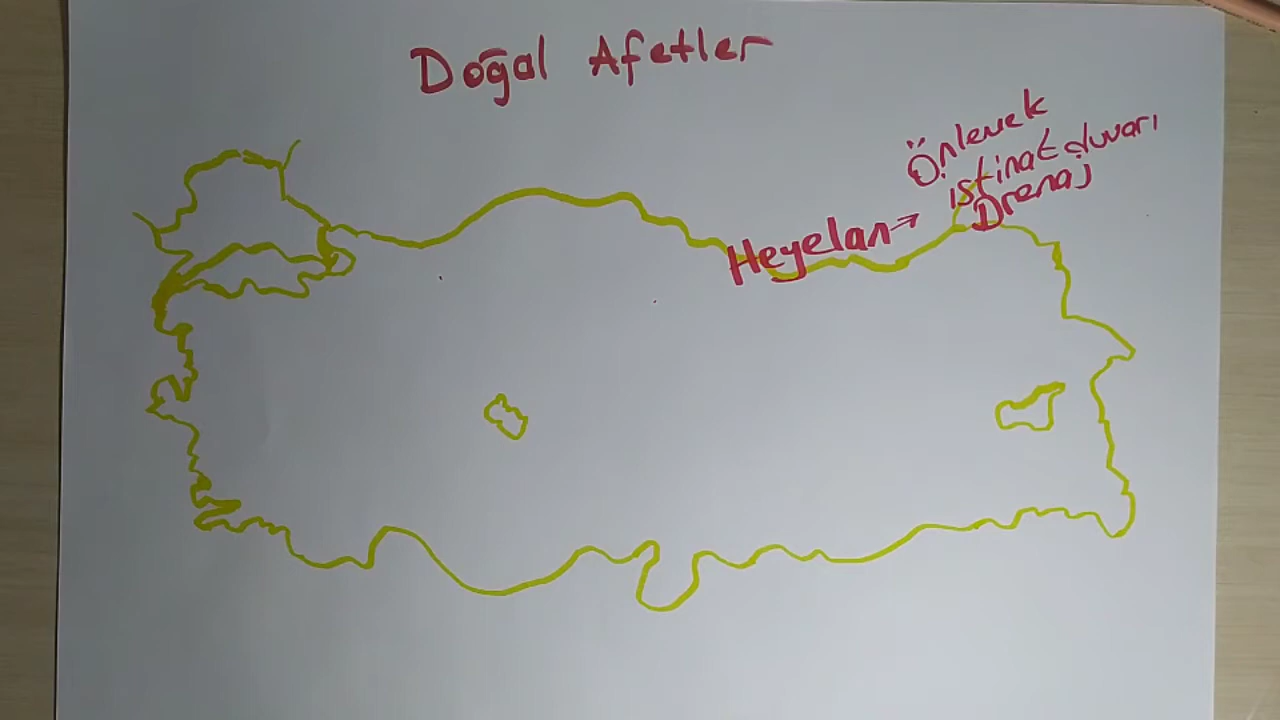 Doğal Afetler
Önlemek
istinat duvarı
Drenaj
Heyelan →